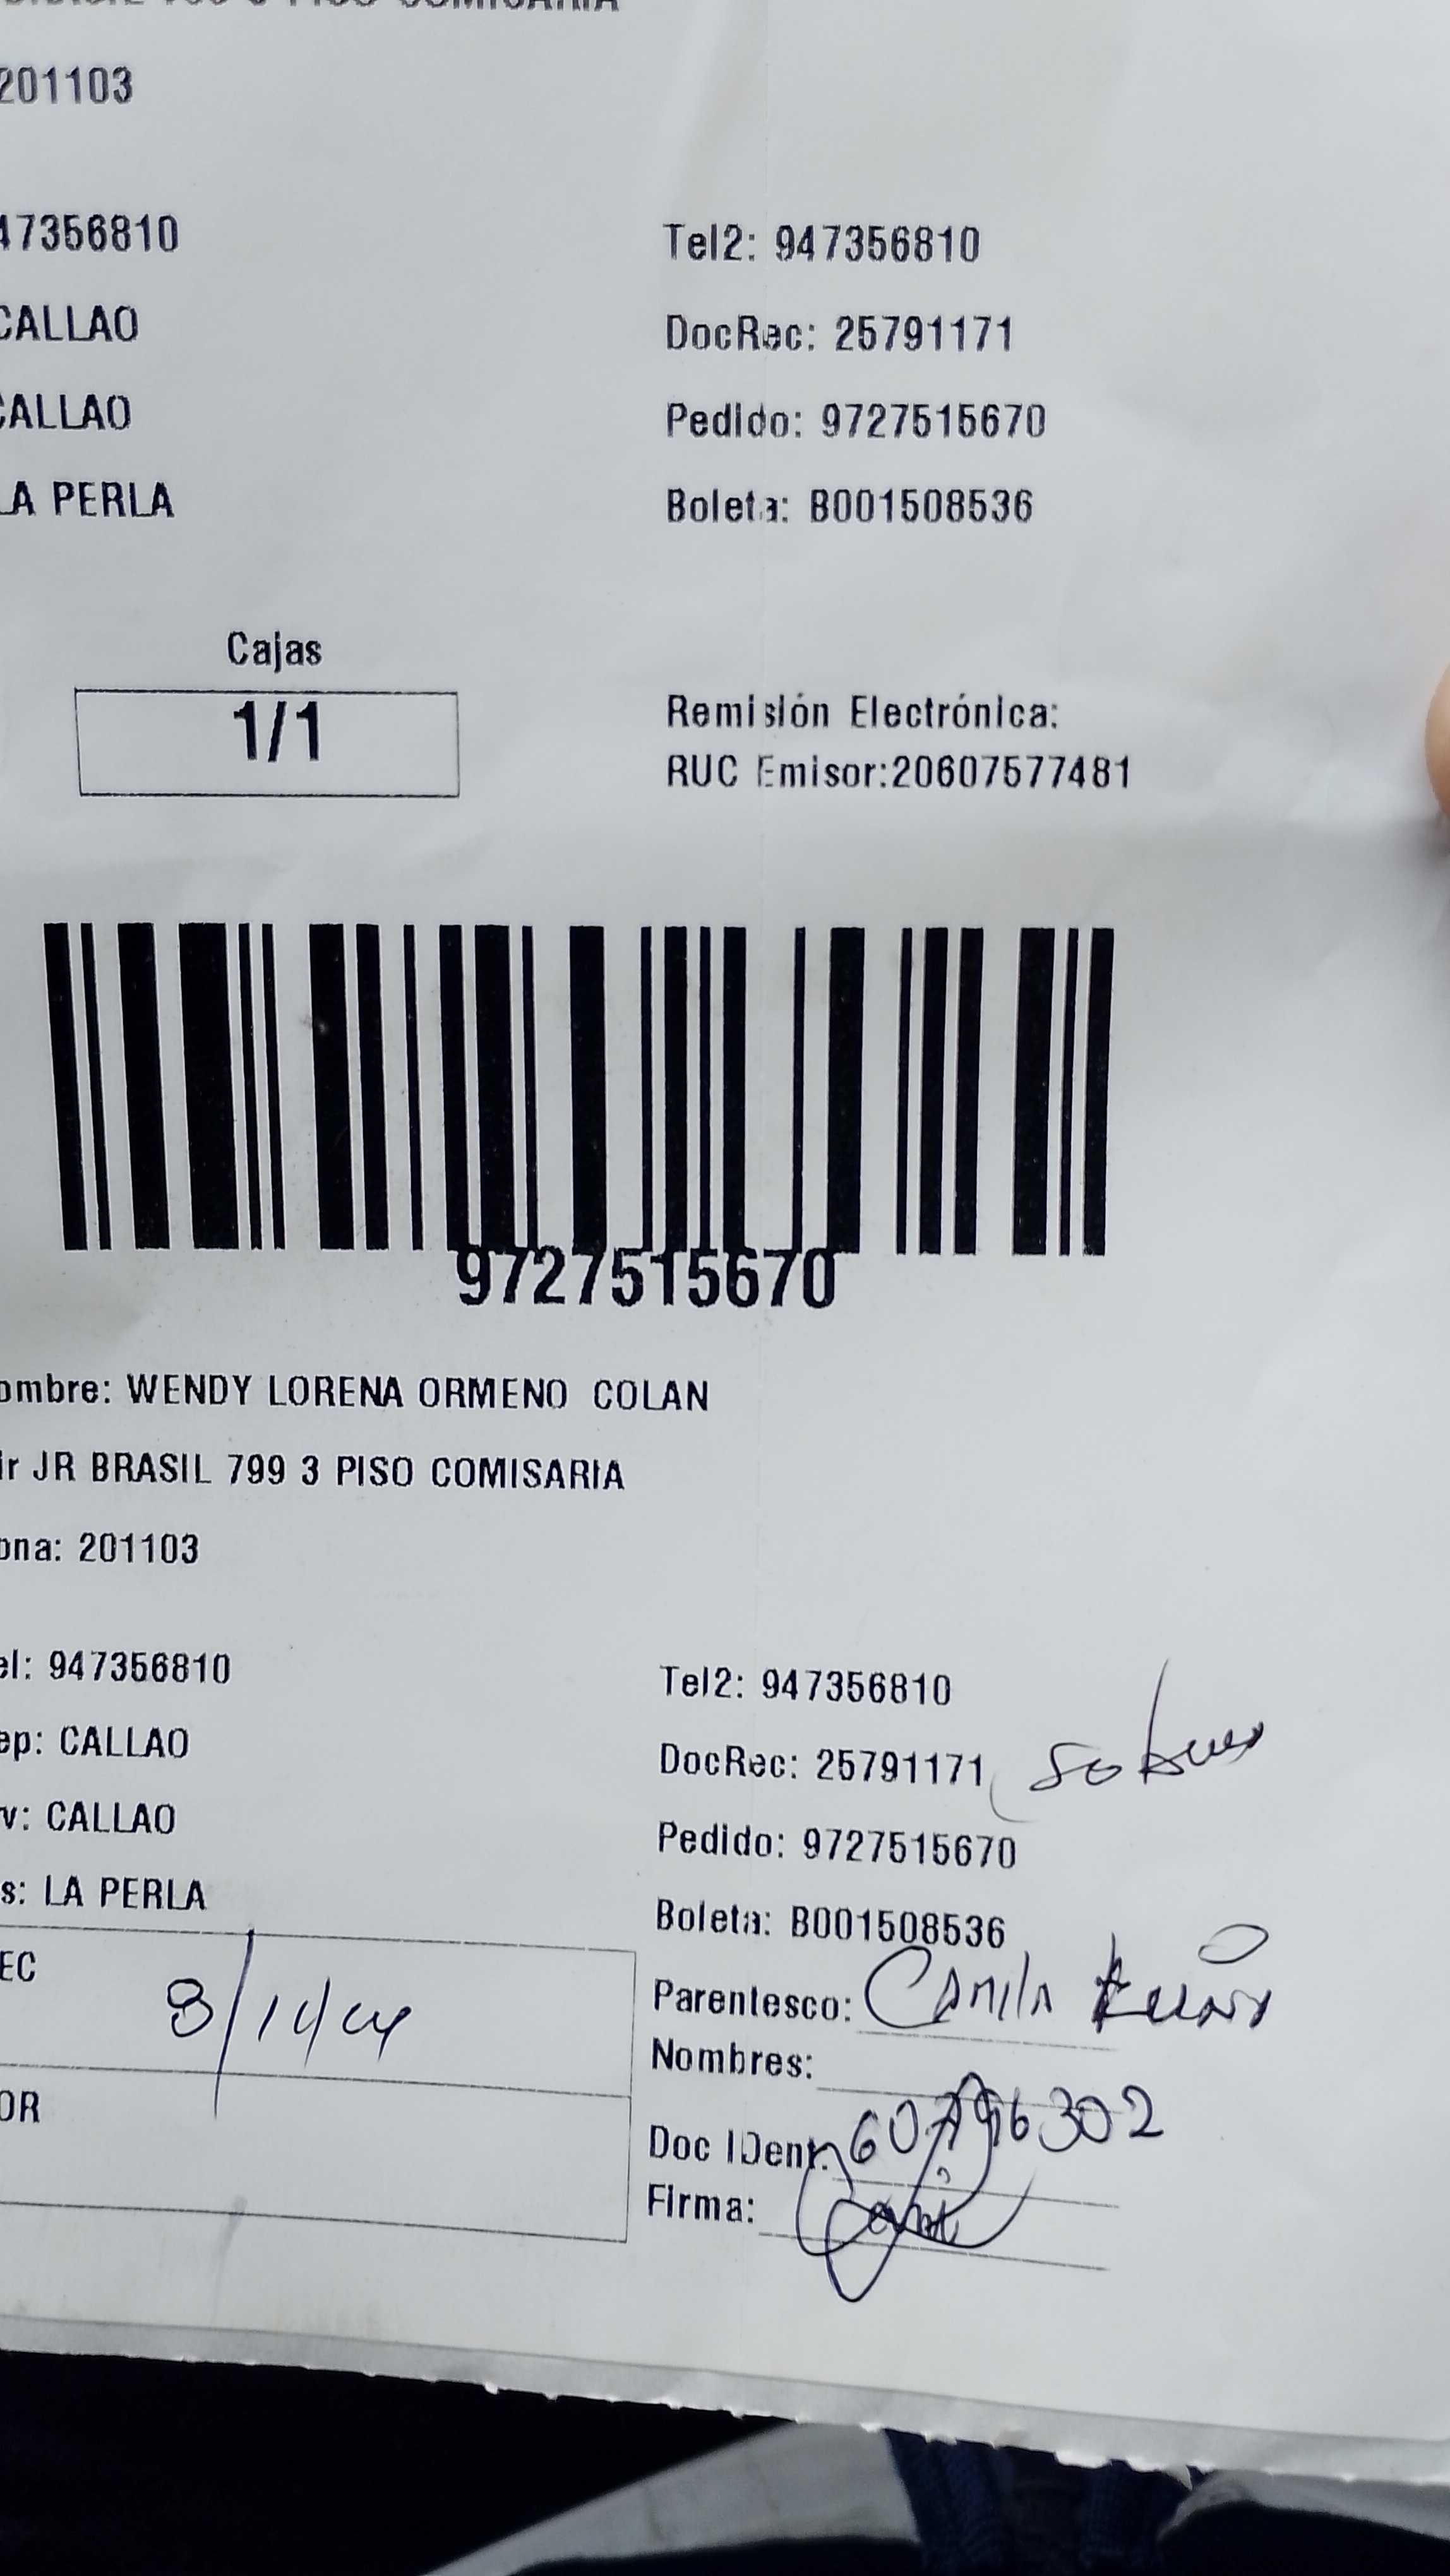 201103
47356810
Tel2: 947356810
CALLAO
DocRec: 25791171
CALLAO
Pedido: 9727515670
LA PERLA
Boleta: B001508536
Cajas
1/1
Remisión Electrónica:
RUC Emisor:20607577481
9727515670
ombre: WENDY LORENA ORMENO COLAN
ir JR BRASIL 799 3 PISO COMISARIA
ona: 201103
el: 947356810
Tel2: 947356810
ep: CALLAO
DocRec: 25791171
v: CALLAO
Pedido: 9727515670
s: LA PERLA
Boleta: B001508536
EC
Parentesco: Camila
Nombres:
OR
Doc IDent:
Firma: